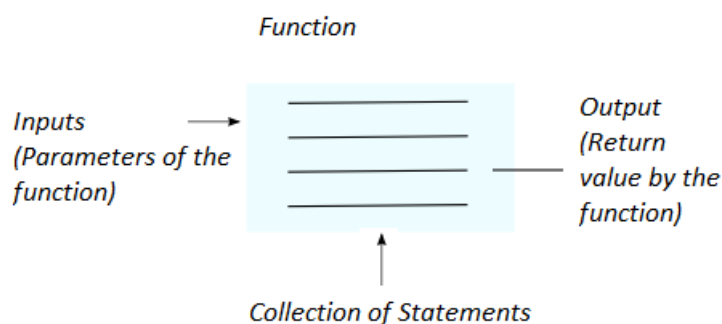 Function
Inputs
(Parameters of the
function)
Output
(Return
value by the
function)
Collection of Statements